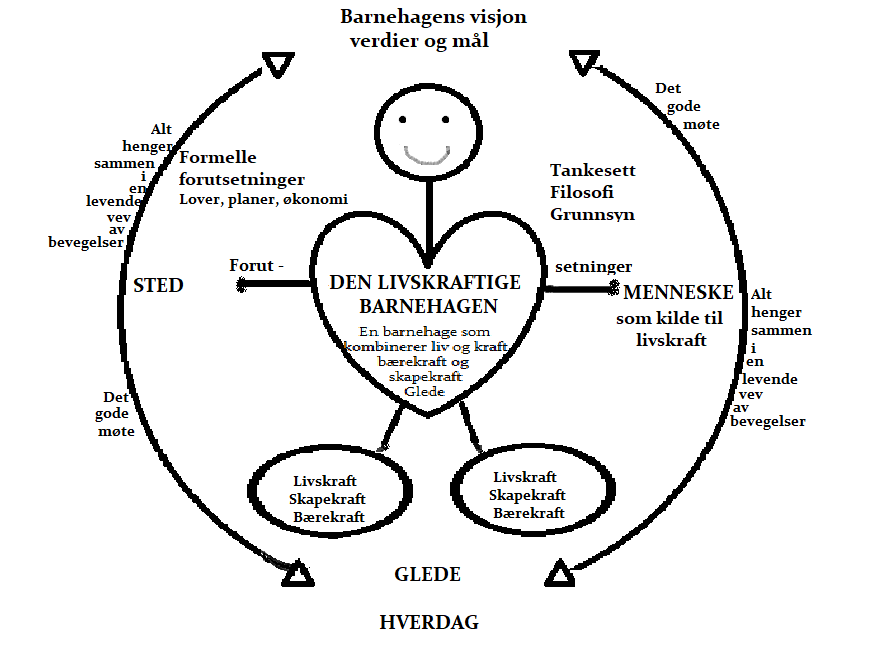 Barnehagens visjon
verdier og mål
Det
gode
møte
Alt
henger
sammen
i
en
levende
vev
av
bevegelser
Formelle
forutsetninger
Lover, planer, økonomi
Tankesett
Filosofi
Grunnsyn
Forut -
setninger
STED
DEN LIVSKRAFTIGE
BARNEHAGEN
En barnehage som
kombinerer liv og kraft,
bærekraft og
skapekraft
Glede
MENNESKE
som kilde til
livskraft
Alt
henger
sammen
i
en
levende
vev
av
bevegelser
Det
gode
møte
Livskraft
Skapekraft
Bærekraft
Livskraft
Skapekraft
Bærekraft
GLEDE
HVERDAG